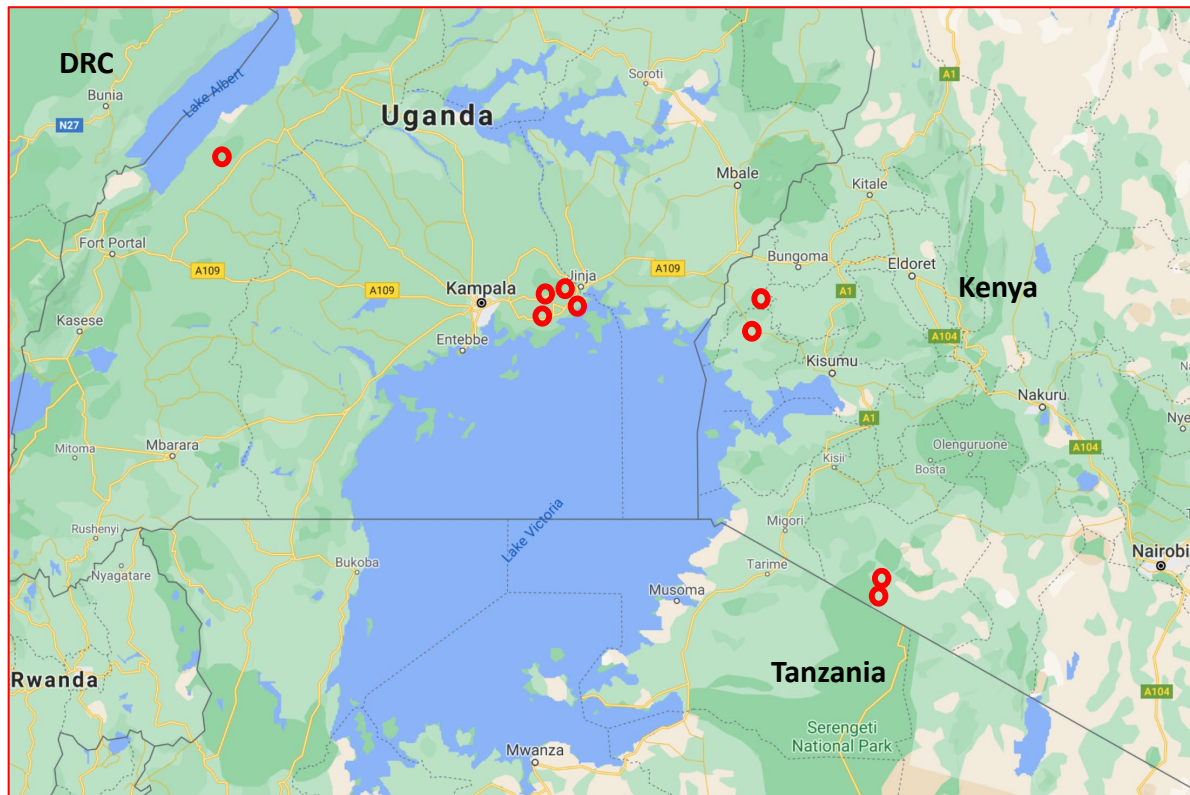 DRC
Bunia
N27
Lake Albert
Uganda
Soroti
A1
Mbale
Kitale
Fort Portal
A109
A109
Kampala
Jinja
A109
Bungoma
Eldoret
A1
Kenya
Kasese
Entebbe
Kisumu
A104
Nakuru
Nye
A1
Mitoma
Mbarara
Kisii
Olenguruone
Bosta
A104
Rushenyi
Nyagatare
Bukoba
Lake Victoria
Migori
Tarime
Nairobi
Musoma
Rwanda
Tanzania
A104
Serengeti
National Park
Mwanza